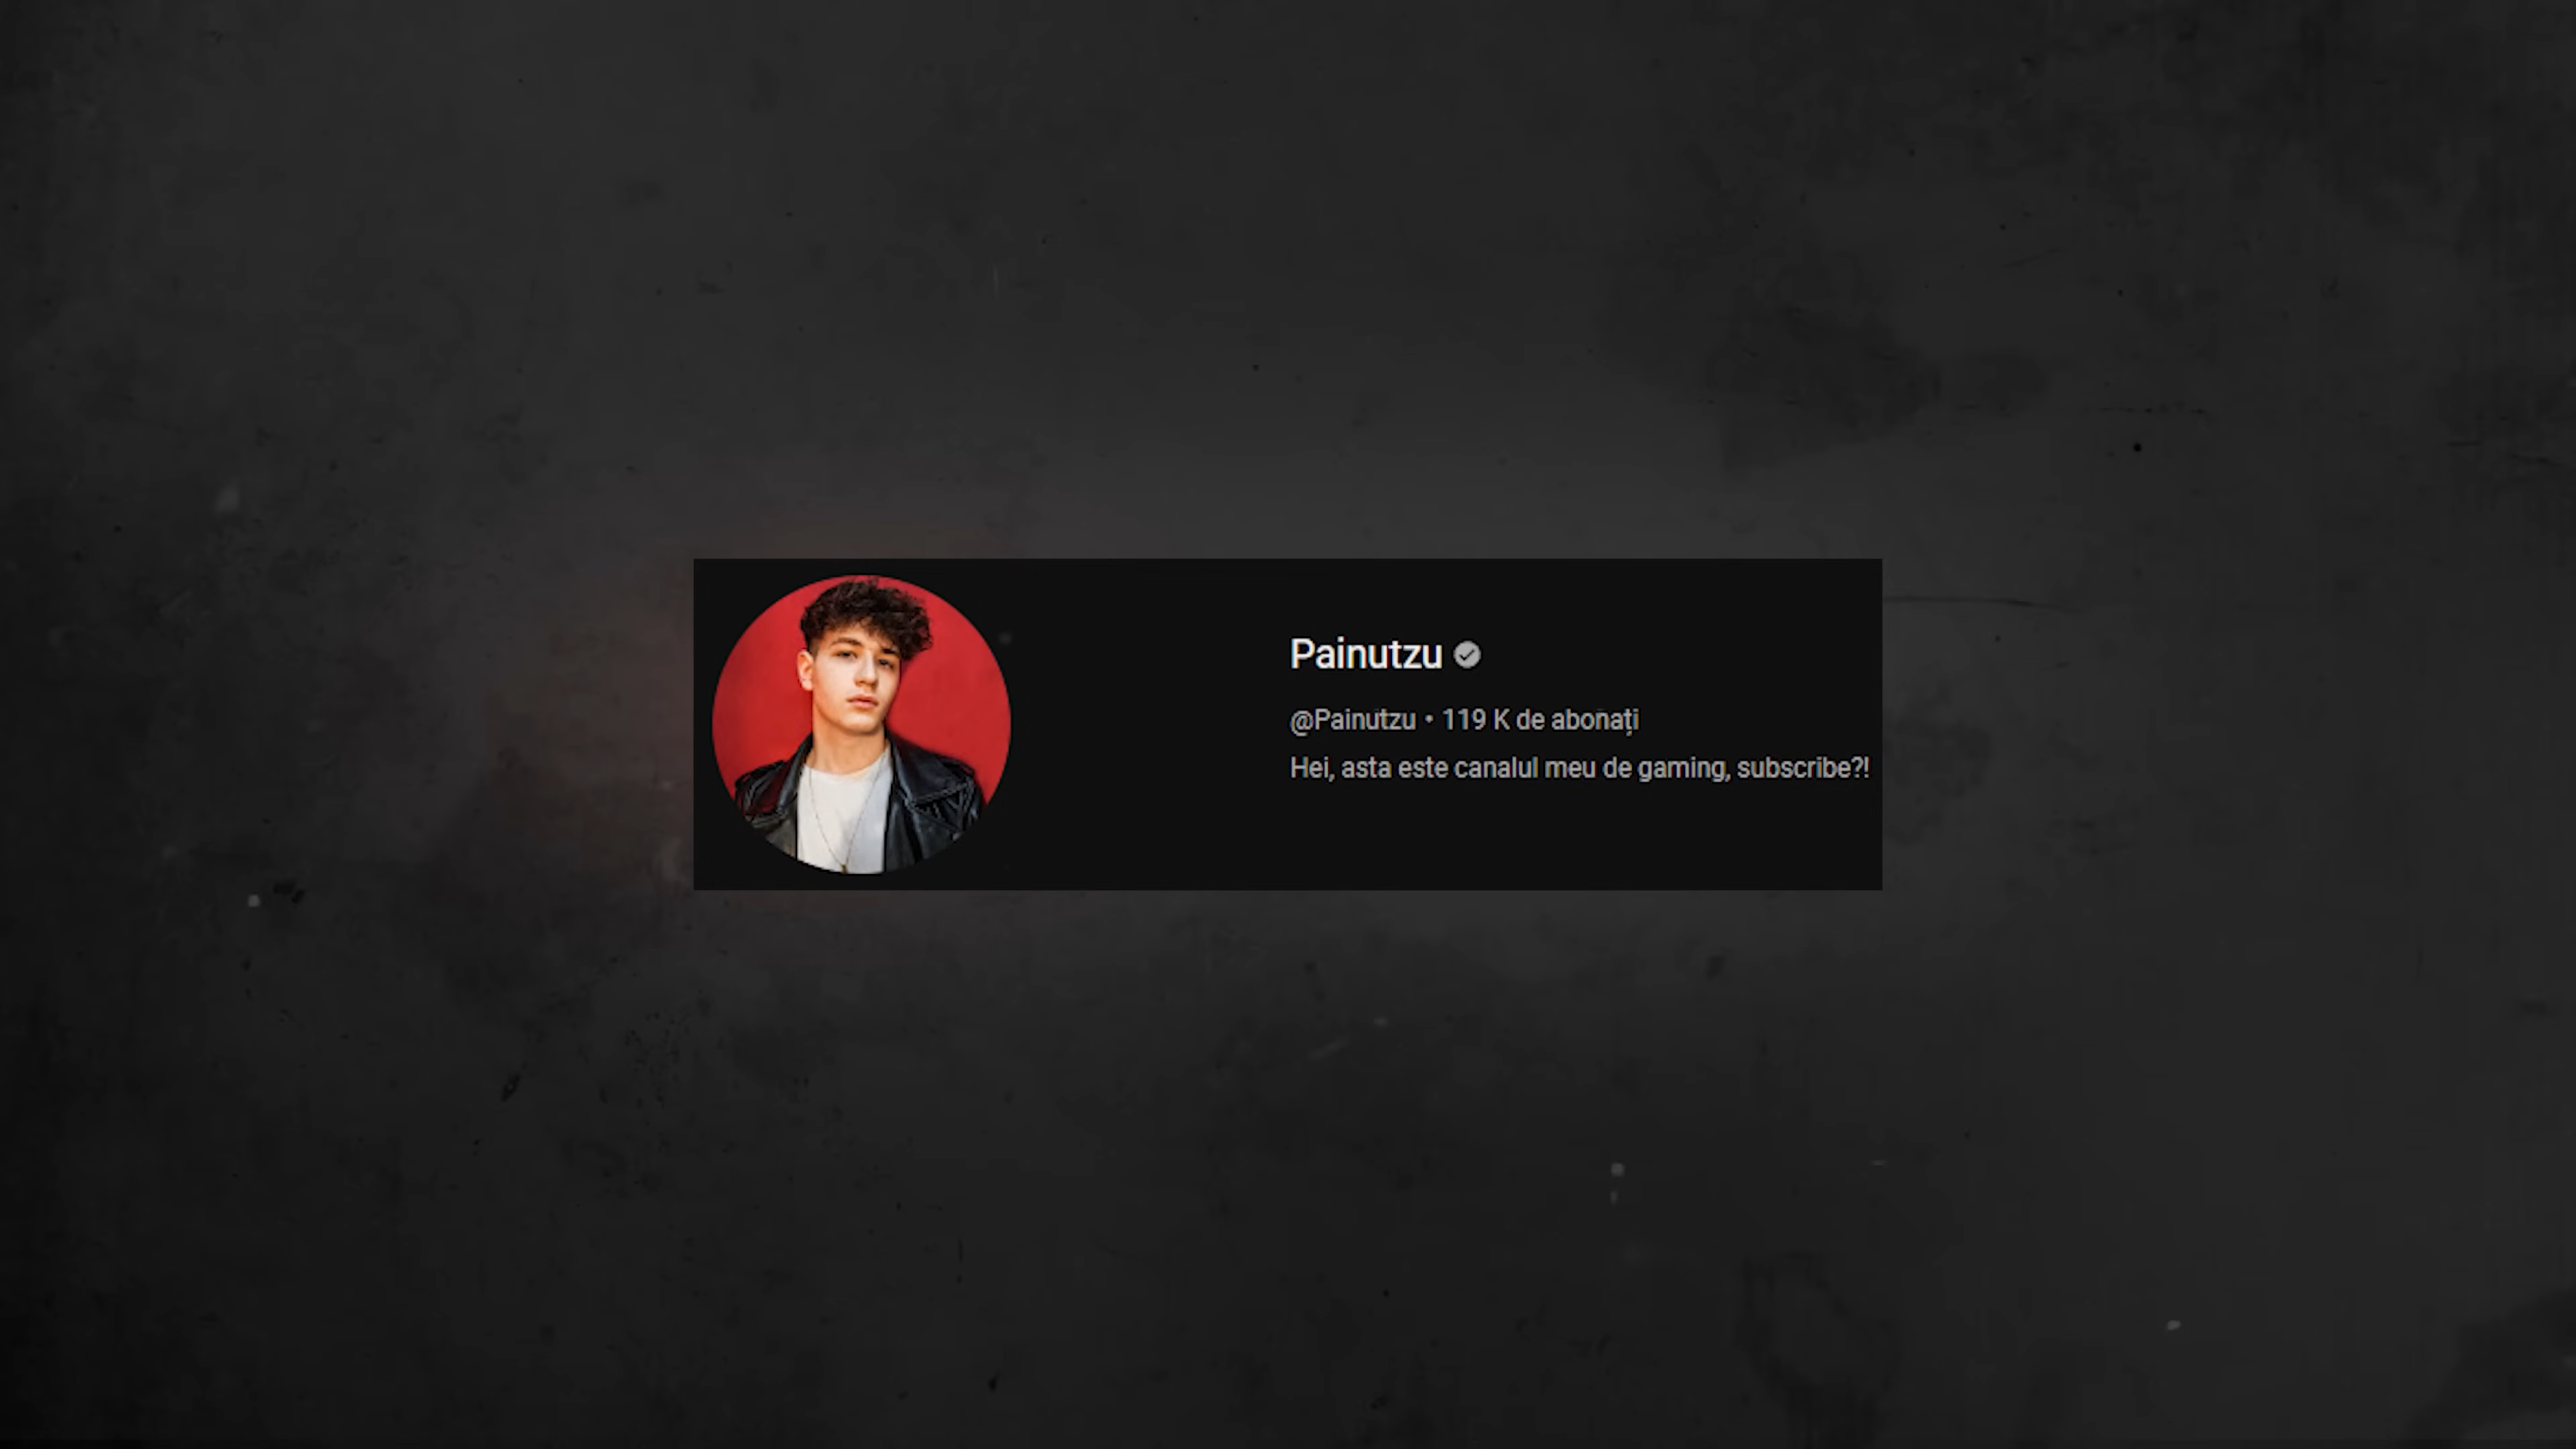 Painutzu
@Painutzu • 119 K de abonați
Hei, asta este canalul meu de gaming, subscribe?!